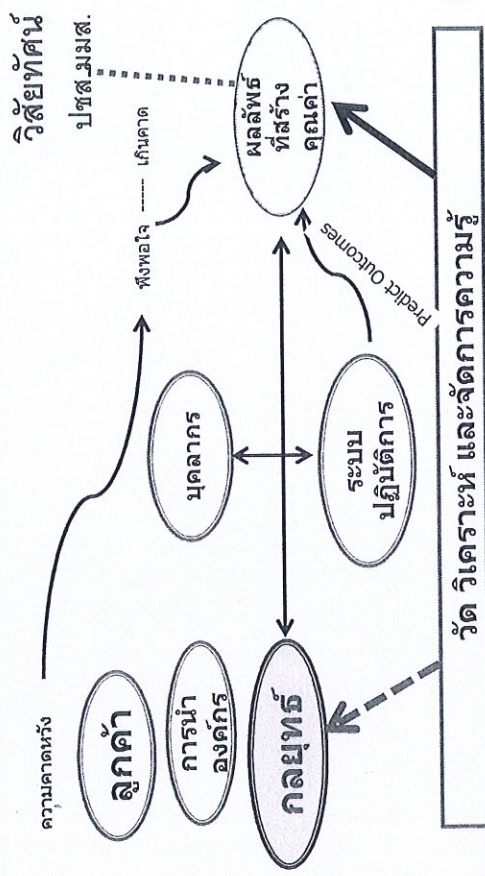 วิสัยทัศน์
ปชส.มมส.
ความคาดหวัง
พึงพอใจ ----- เกินคาด
ลูกค้า
การนำ
องค์กร
กลยุทธ์
บุคลากร
ระบบ
ปฏิบัติการ
ผลลัพธ์
ที่สร้าง
คุณค่า
Predict Outcomes
วัด วิเคราะห์ และจัดการความรู้